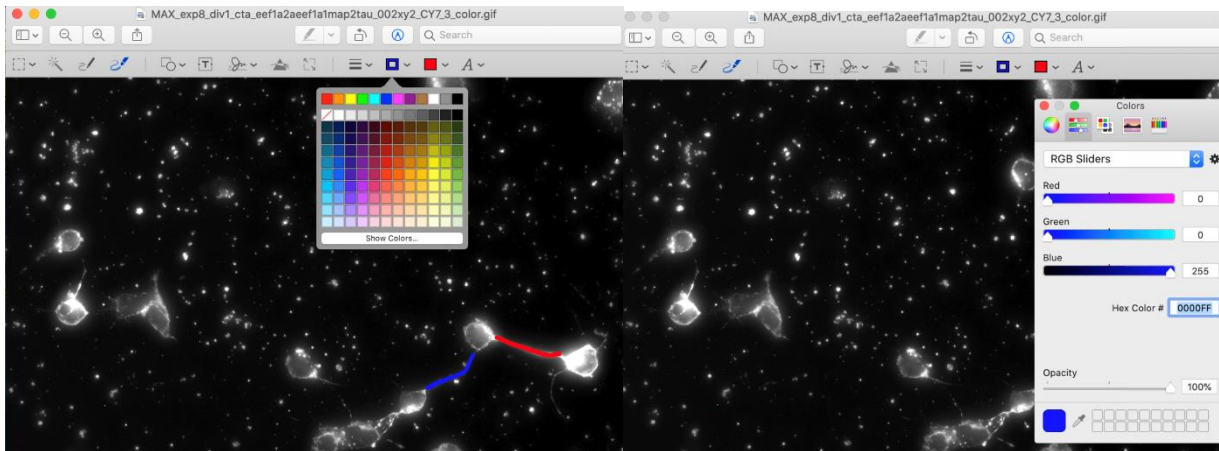 MAX_exp8_div1_cta_eef1a2aeef1a1map2tau_002xy2_CY7_3_color.gif
Search
T
A
Show Colors...
MAX_exp8_div1_cta_eef1a2aeef1a1map2tau_002xy2_CY7_3_color.gif
Search
T
A
Colors
RGB Sliders
Red
0
Green
0
Blue
255
Hex Color # 0000FF
Opacity
100%